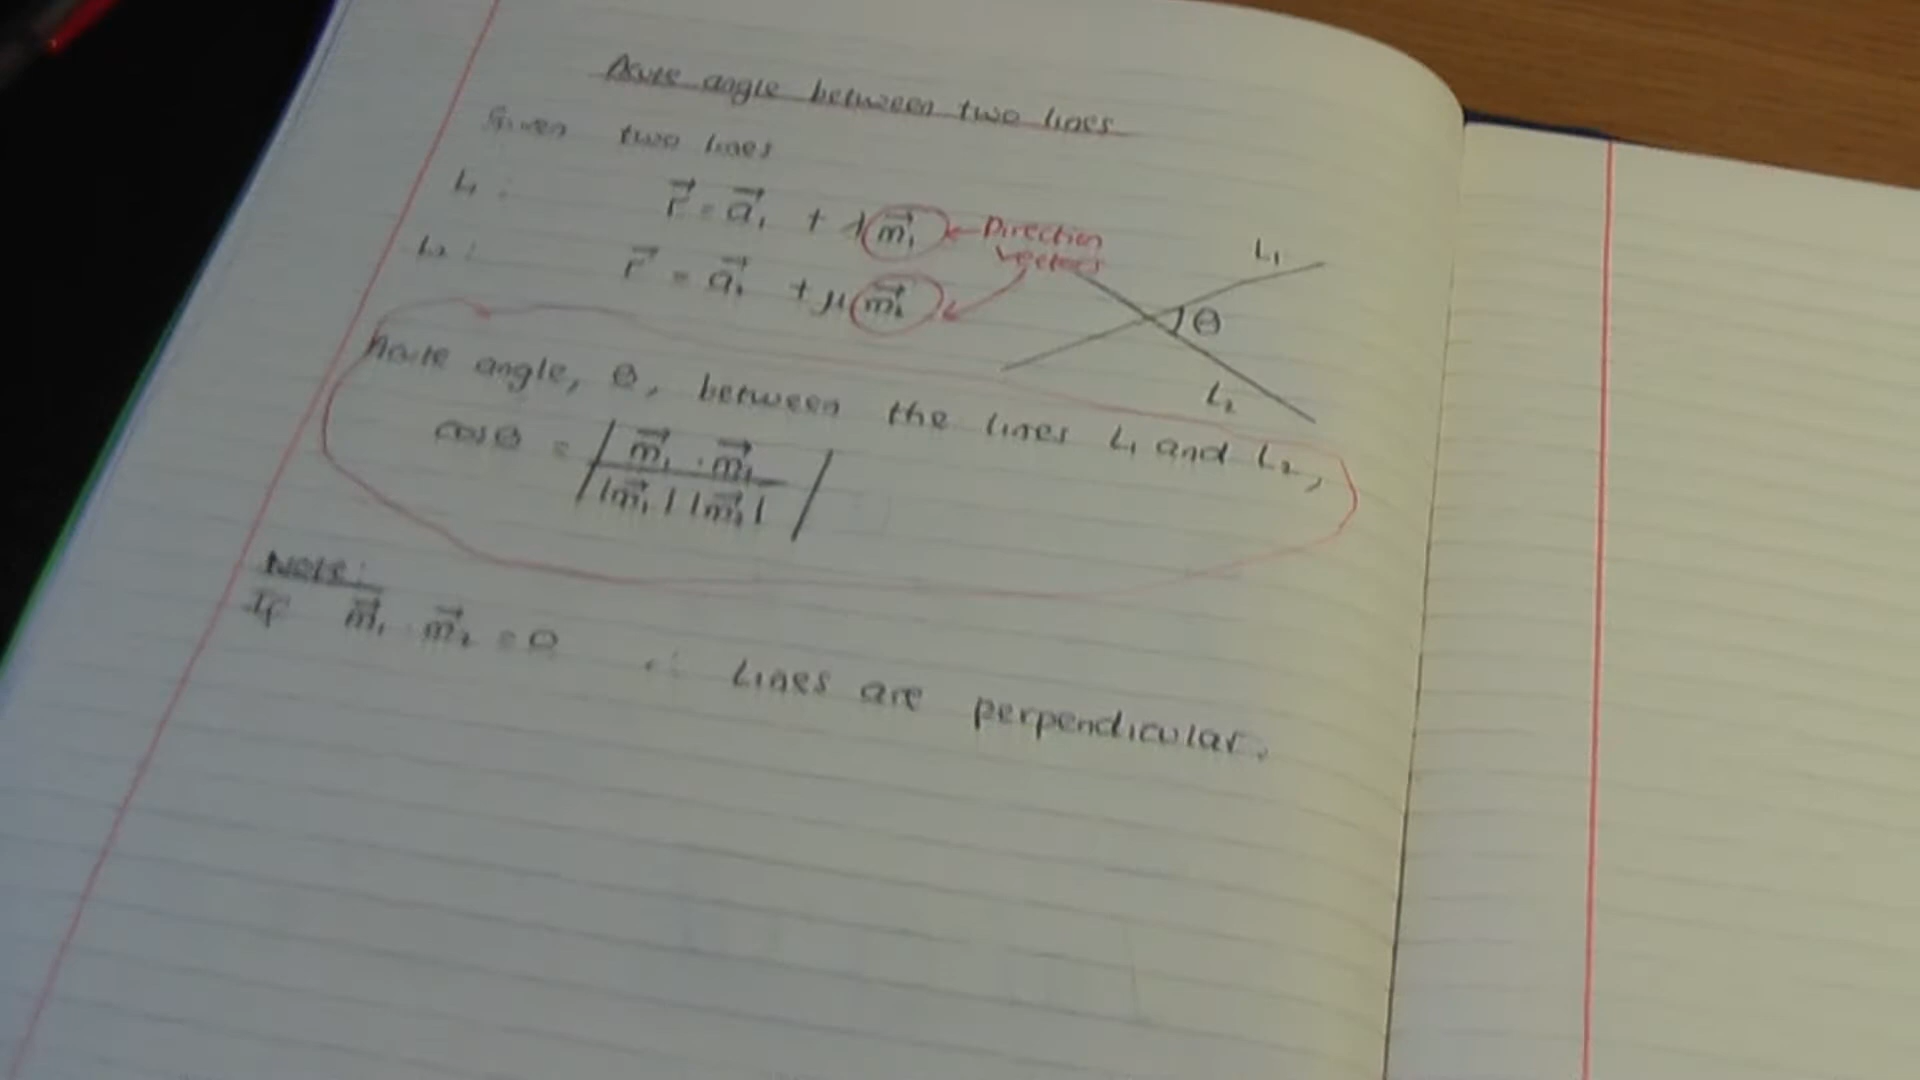 Acute angle between two lines
Given two lines
L₁ : r⃗ = a⃗₁ + λ m⃗₁ ← Direction vectors
L₂ : r⃗ = a⃗₂ + μ m⃗₂
L₁
θ
L₂
Acute angle, θ, between the lines L₁ and L₂,
cosθ = | m⃗₁ · m⃗₂ / |m⃗₁| |m⃗₂| |
Note:
If m⃗₁ · m⃗₂ = 0 ∴ Lines are perpendicular.